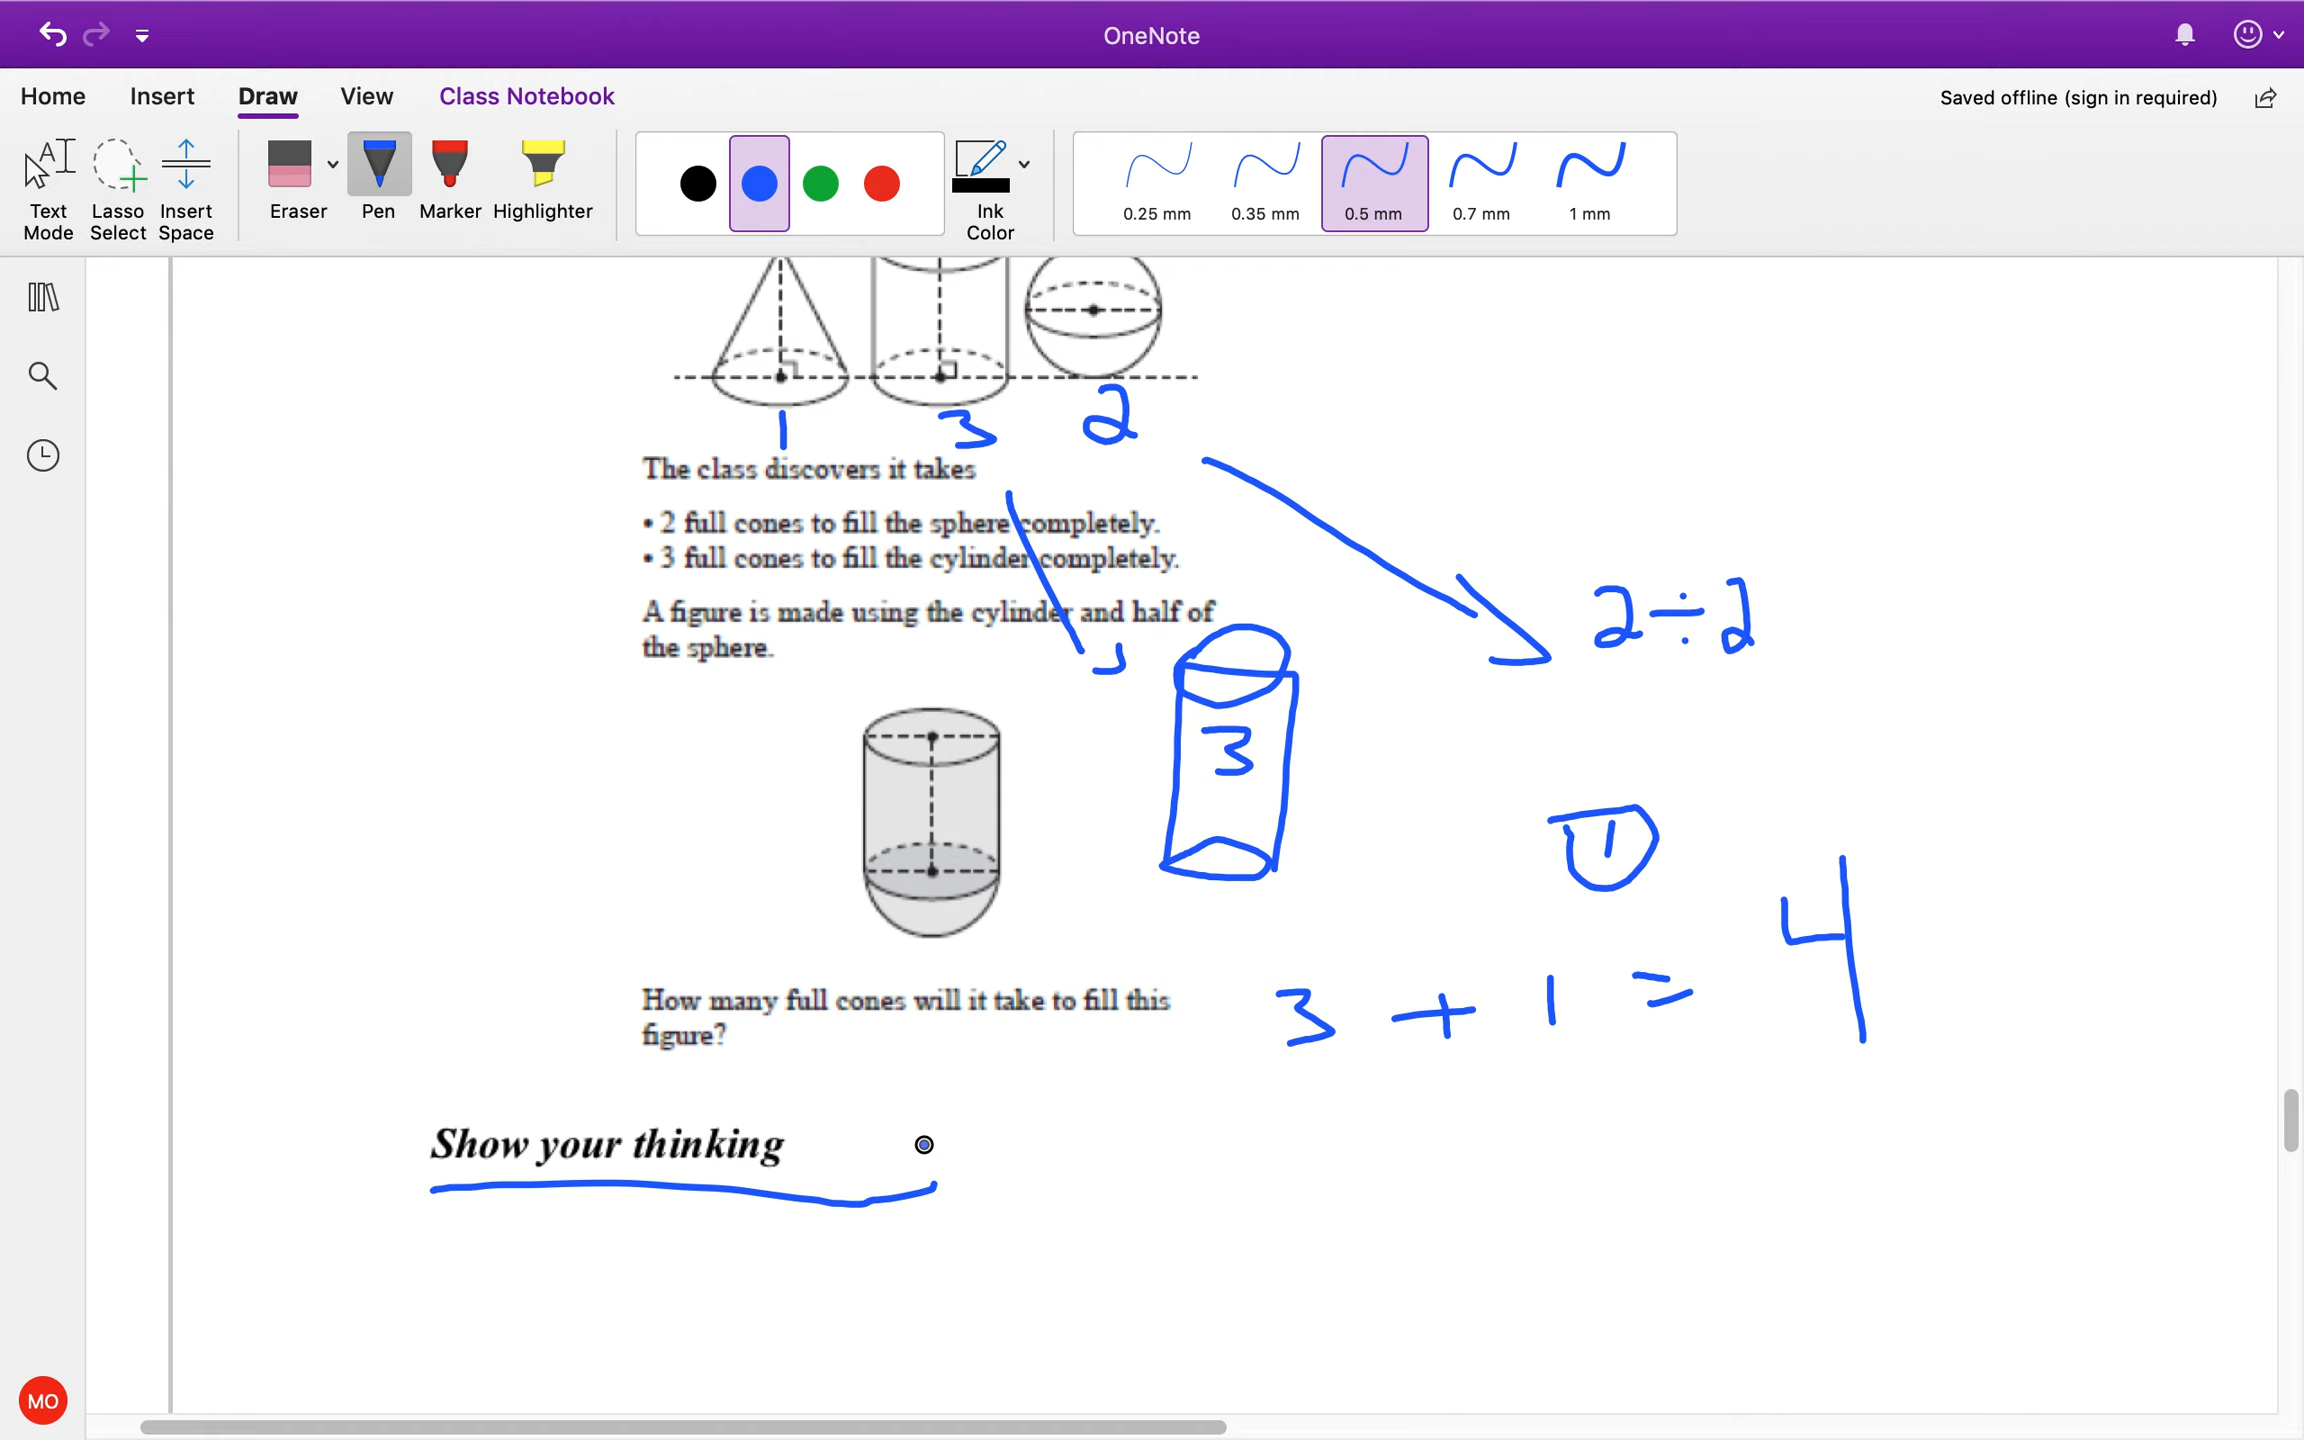 OneNote
Home Insert Draw View Class Notebook
Saved offline (sign in required)
Text Mode
Lasso Select
Insert Space
Eraser
Pen
Marker
Highlighter
Ink Color
0.25 mm
0.35 mm
0.5 mm
0.7 mm
1 mm
1 3 2
The class discovers it takes
• 2 full cones to fill the sphere completely.
• 3 full cones to fill the cylinder completely.
A figure is made using the cylinder and half of
the sphere.
2 ÷ 2
3
1
How many full cones will it take to fill this
figure?
3 + 1 = 4
Show your thinking
MO